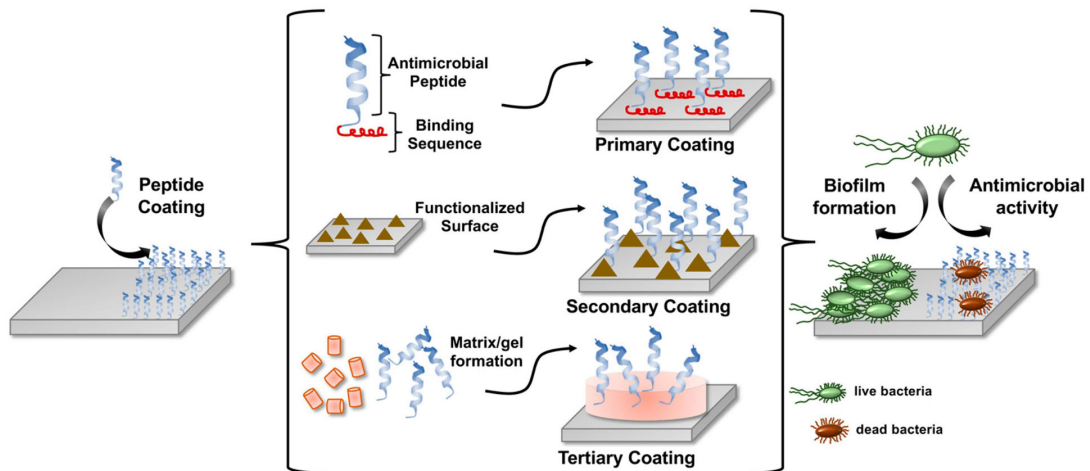 Peptide
Coating
Antimicrobial
Peptide
Binding
Sequence
Primary Coating
Functionalized
Surface
Secondary Coating
Matrix/gel
formation
Tertiary Coating
Biofilm
formation
Antimicrobial
activity
live bacteria
dead bacteria